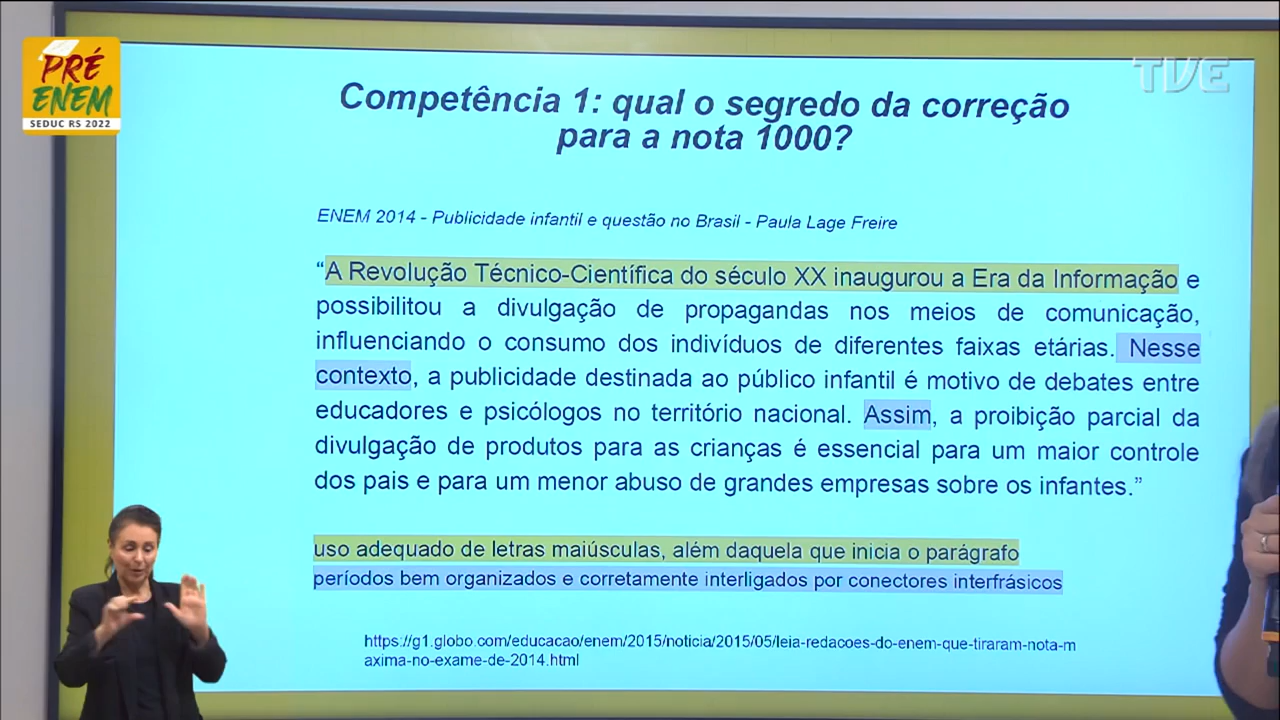 PRÉ
ENEM
SEDUC RS 2022
TVE
Competência 1: qual o segredo da correção
para a nota 1000?
ENEM 2014 - Publicidade infantil e questão no Brasil - Paula Lage Freire
“A Revolução Técnico-Científica do século XX inaugurou a Era da Informação e
possibilitou a divulgação de propagandas nos meios de comunicação,
influenciando o consumo dos indivíduos de diferentes faixas etárias. Nesse
contexto, a publicidade destinada ao público infantil é motivo de debates entre
educadores e psicólogos no território nacional. Assim, a proibição parcial da
divulgação de produtos para as crianças é essencial para um maior controle
dos pais e para um menor abuso de grandes empresas sobre os infantes.”
uso adequado de letras maiúsculas, além daquela que inicia o parágrafo
períodos bem organizados e corretamente interligados por conectores interfrásicos
https://g1.globo.com/educacao/enem/2015/noticia/2015/05/leia-redacoes-do-enem-que-tiraram-nota-m
axima-no-exame-de-2014.html